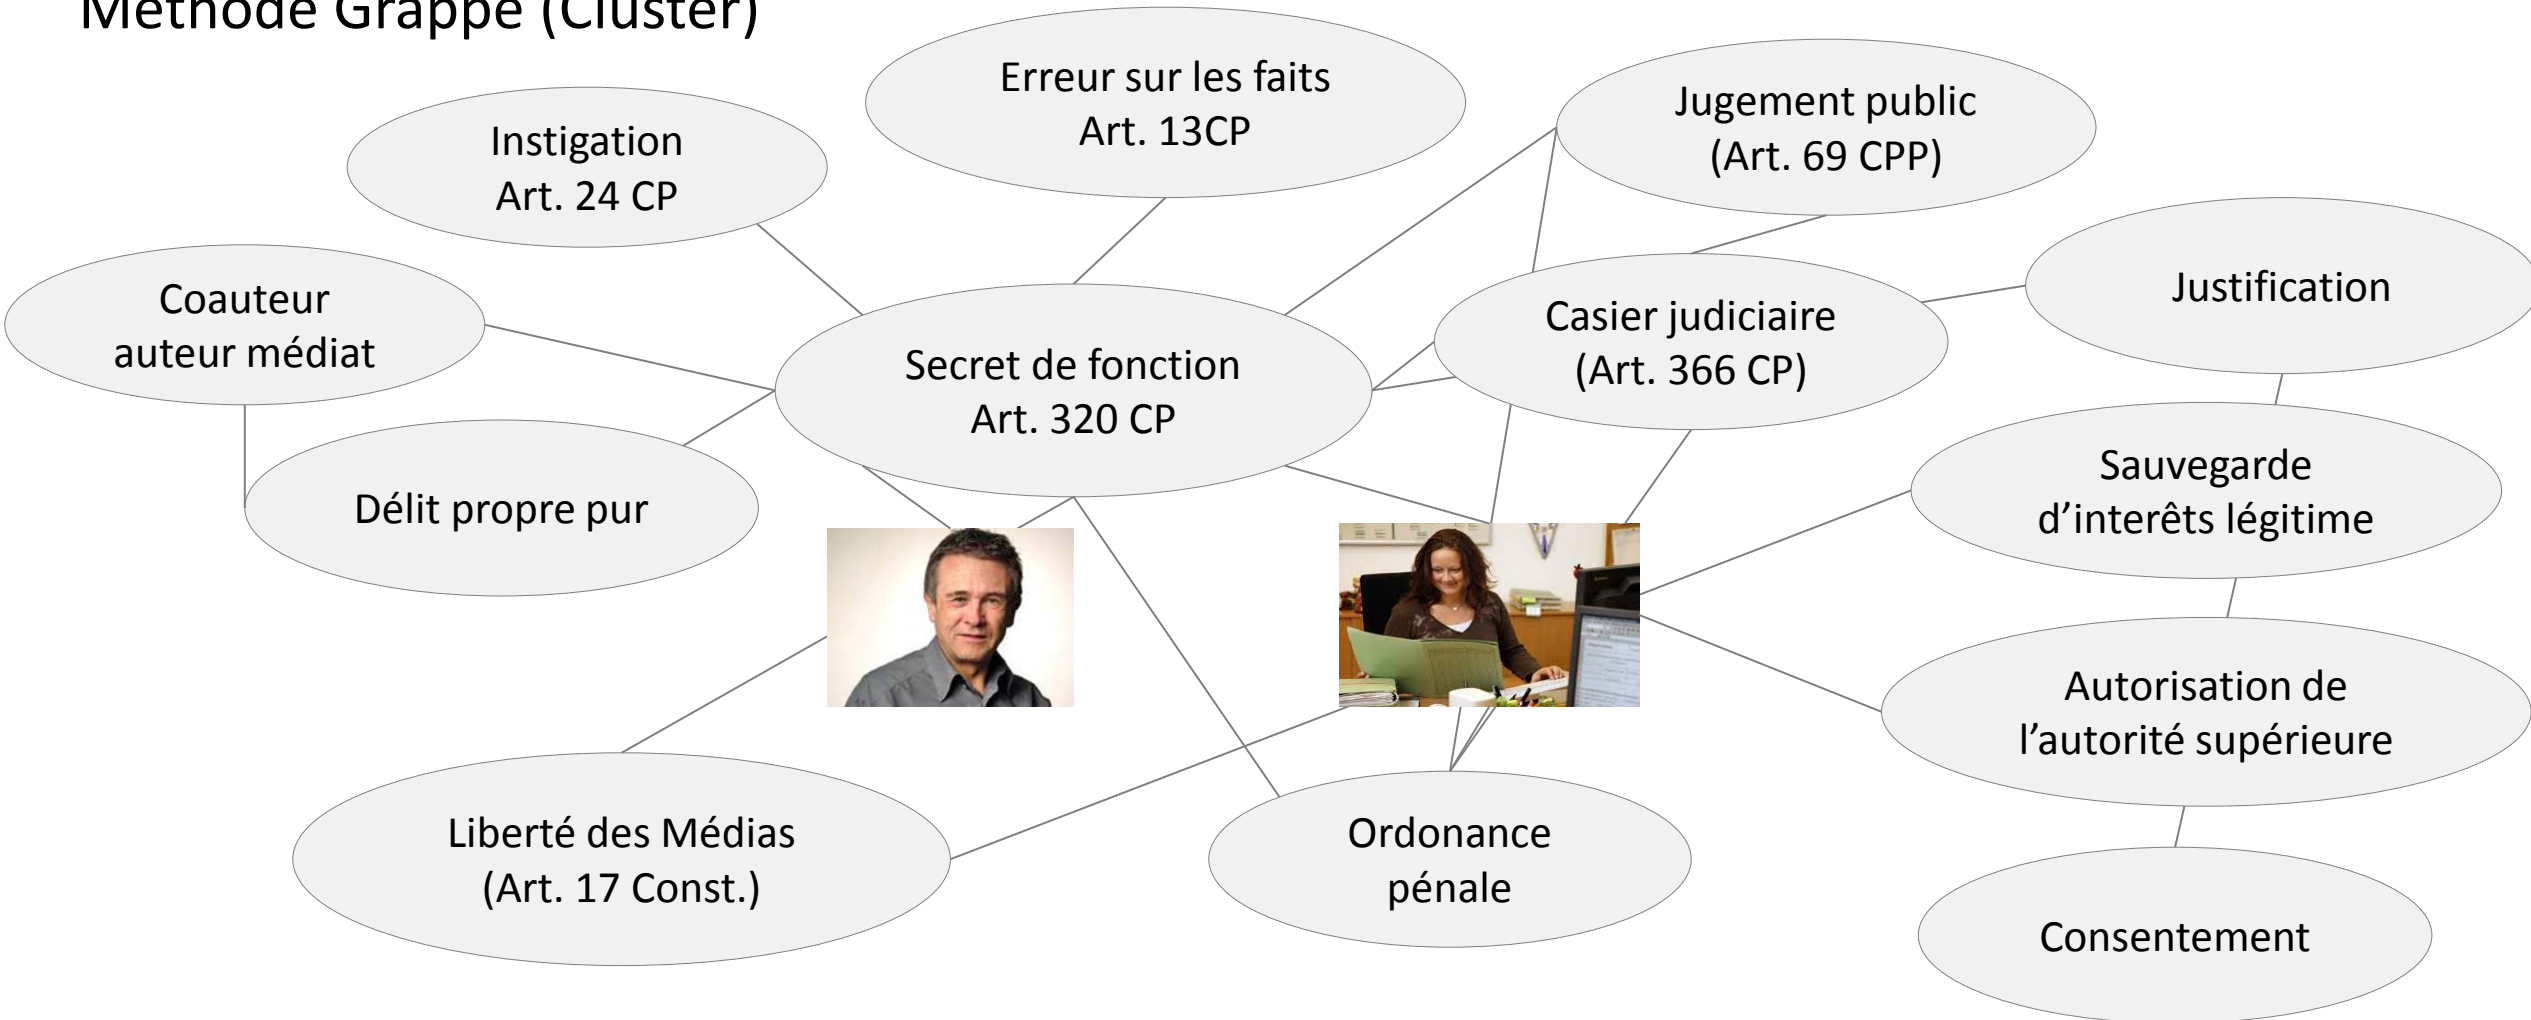 Méthode Grappe (Cluster)
Erreur sur les faits
Art. 13CP
Jugement public
(Art. 69 CPP)
Instigation
Art. 24 CP
Coauteur
auteur médiat
Justification
Casier judiciaire
(Art. 366 CP)
Secret de fonction
Art. 320 CP
Délit propre pur
Sauvegarde
d’interêts légitime
Autorisation de
l’autorité supérieure
Liberté des Médias
(Art. 17 Const.)
Ordonance
pénale
Consentement